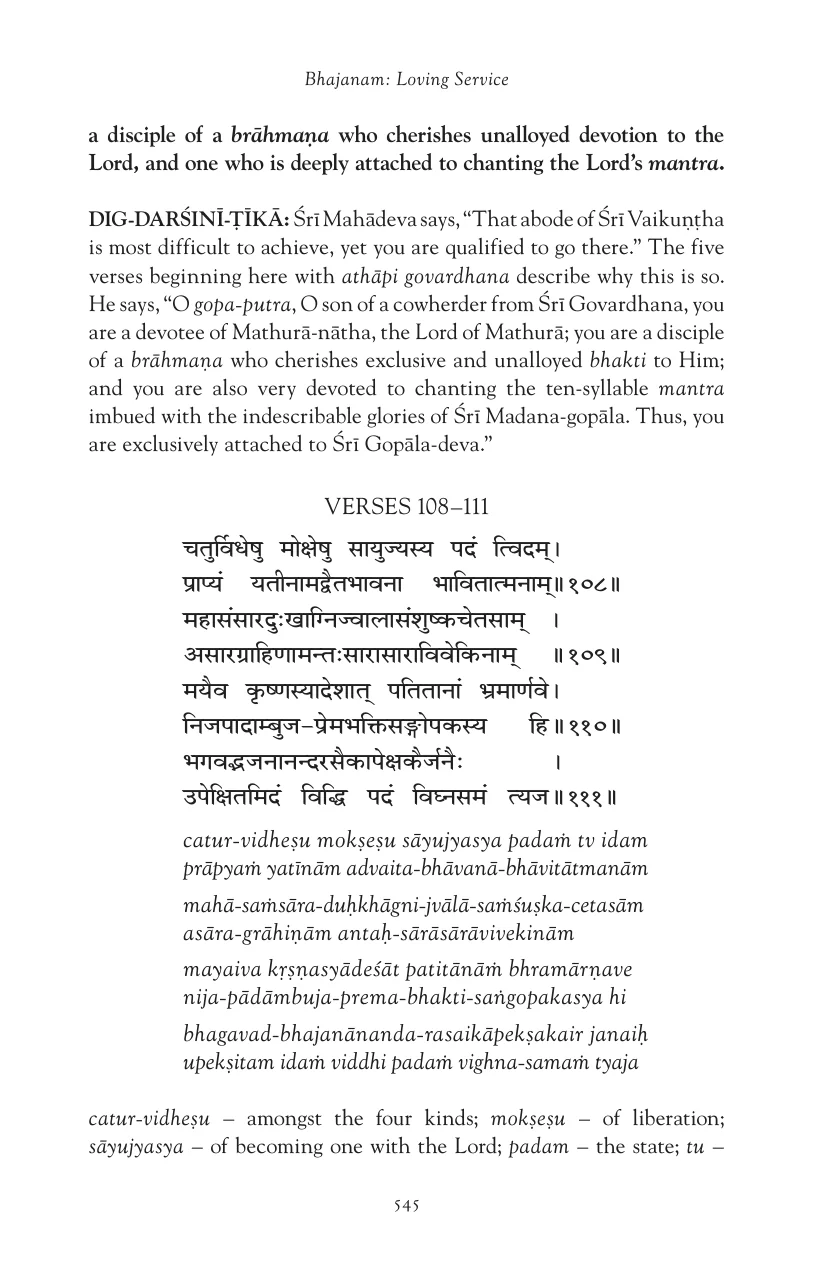 Bhajanam: Loving Service
a disciple of a brāhmaṇa who cherishes unalloyed devotion to the
Lord, and one who is deeply attached to chanting the Lord’s mantra.
DIG-DARŚINĪ-ṬĪKĀ: Śrī Mahādeva says, “That abode of Śrī Vaikuṇṭha
is most difficult to achieve, yet you are qualified to go there.” The five
verses beginning here with athāpi govardhana describe why this is so.
He says, “O gopa-putra, O son of a cowherder from Śrī Govardhana, you
are a devotee of Mathurā-nātha, the Lord of Mathurā; you are a disciple
of a brāhmaṇa who cherishes exclusive and unalloyed bhakti to Him;
and you are also very devoted to chanting the ten-syllable mantra
imbued with the indescribable glories of Śrī Madana-gopāla. Thus, you
are exclusively attached to Śrī Gopāla-deva.”
VERSES 108–111
चतुर्विधेषु मोक्षेषु सायुज्यस्य पदं त्विदम्।
प्राप्यं यतीनामद्वैतभावना भावितात्मनाम्॥१०८॥
महासंसारदुःखाग्निज्वालासंशुष्कचेतसाम् ।
असारग्राहिणामन्तःसारासाराविवेकिनाम् ॥१०९॥
मयैव कृष्णस्यादेशात् पतितानां भ्रमार्णवे।
निजपादाम्बुज-प्रेमभक्तिसङ्गोपकस्य हि॥११०॥
भगवद्भजनानन्दरसैकापेक्षकैर्जनैः ।
उपेक्षितमिदं विद्धि पदं विघ्नसमं त्यज॥१११॥
catur-vidheṣu mokṣeṣu sāyujyasya padaṁ tv idam
prāpyaṁ yatīnām advaita-bhāvanā-bhāvitātmanām
mahā-saṁsāra-duḥkhāgni-jvālā-saṁśuṣka-cetasām
asāra-grāhiṇām antaḥ-sārāsārāvivekinām
mayaiva kṛṣṇasyādeśāt patitānāṁ bhramārṇave
nija-pādāmbuja-prema-bhakti-saṅgopakasya hi
bhagavad-bhajanānanda-rasaikāpekṣakair janaiḥ
upekṣitam idaṁ viddhi padaṁ vighna-samaṁ tyaja
catur-vidheṣu – amongst the four kinds; mokṣeṣu – of liberation;
sāyujyasya – of becoming one with the Lord; padam – the state; tu –
545